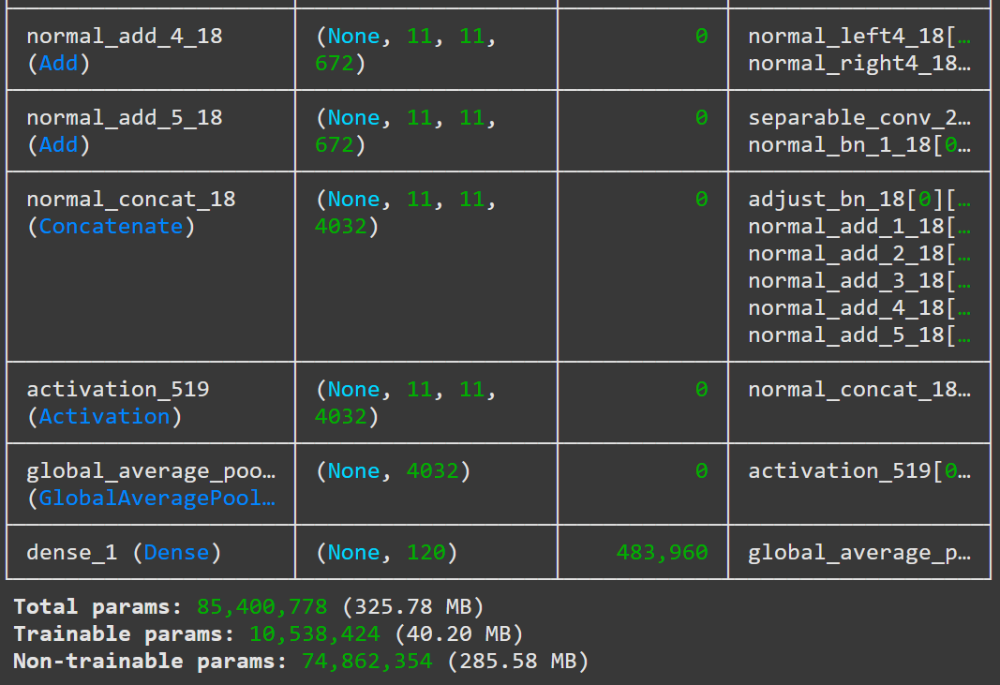 normal_add_4_18 (None, 11, 11, 0 normal_left4_18[…
(Add) 672) normal_right4_18…
normal_add_5_18 (None, 11, 11, 0 separable_conv_2…
(Add) 672) normal_bn_1_18[0…
normal_concat_18 (None, 11, 11, 0 adjust_bn_18[0][…
(Concatenate) 4032) normal_add_1_18[…
normal_add_2_18[…
normal_add_3_18[…
normal_add_4_18[…
normal_add_5_18[…
activation_519 (None, 11, 11, 0 normal_concat_18…
(Activation) 4032)
global_average_poo… (None, 4032) 0 activation_519[0…
(GlobalAveragePool…
dense_1 (Dense) (None, 120) 483,960 global_average_p…
Total params: 85,400,778 (325.78 MB)
Trainable params: 10,538,424 (40.20 MB)
Non-trainable params: 74,862,354 (285.58 MB)